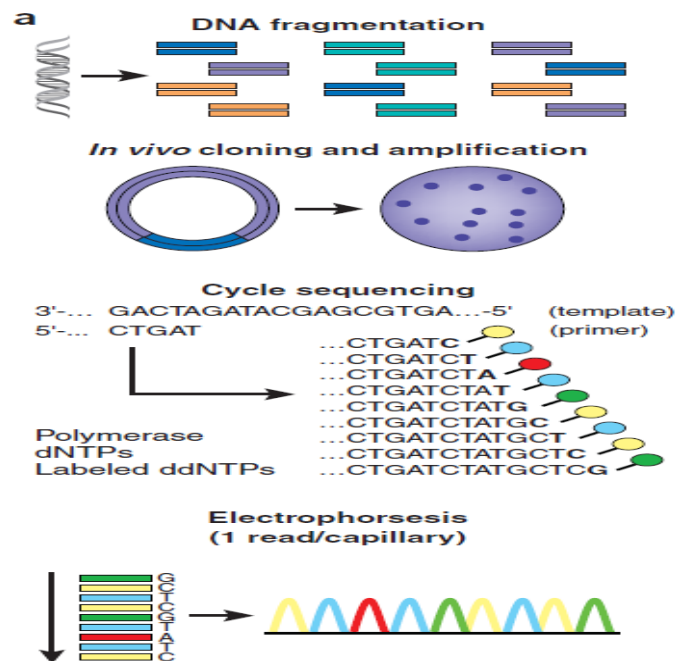 a
DNA fragmentation
In vivo cloning and amplification
Cycle sequencing
3'-... GACTAGATACGAGCGTGA...-5' (template)
5'-... CTGAT (primer)
...CTGATC
...CTGATCT
...CTGATCTA
...CTGATCTAT
...CTGATCTATG
...CTGATCTATGC
...CTGATCTATGCT
...CTGATCTATGCTC
...CTGATCTATGCTCG
Polymerase
dNTPs
Labeled ddNTPs
Electrophorsesis
(1 read/capillary)
G
C
T
C
G
T
A
T
C